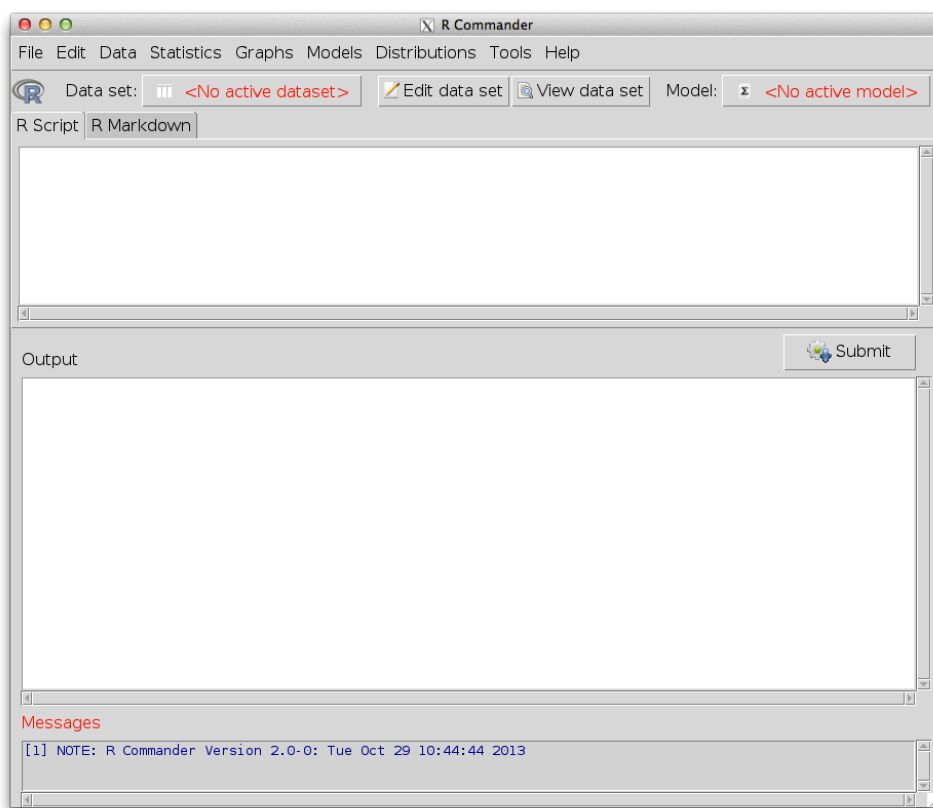 R Commander
File Edit Data Statistics Graphs Models Distributions Tools Help
R Data set: <No active dataset> Edit data set View data set Model: Σ <No active model>
R Script R Markdown
Output Submit
Messages
[1] NOTE: R Commander Version 2.0-0: Tue Oct 29 10:44:44 2013